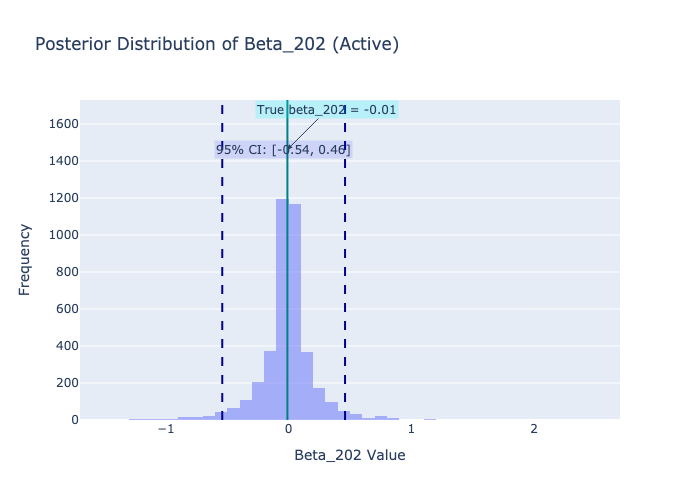 Posterior Distribution of Beta_202 (Active)
True beta_202 = -0.01
95% CI: [-0.54, 0.46]
1600
1400
1200
1000
800
600
400
200
0
Frequency
−1
0
1
2
Beta_202 Value